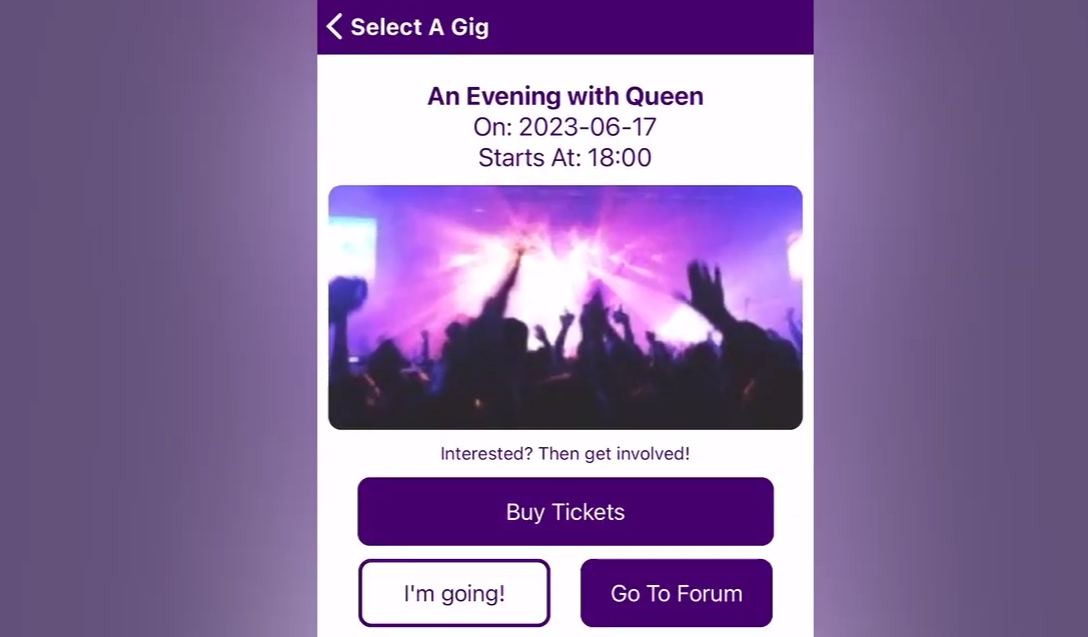 Select A Gig
An Evening with Queen
On: 2023-06-17
Starts At: 18:00
Interested? Then get involved!
Buy Tickets
I'm going!
Go To Forum